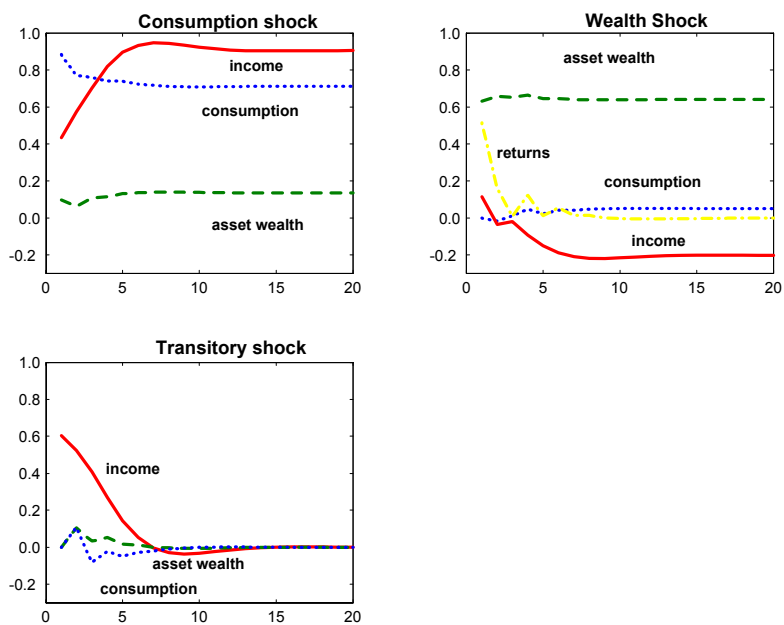 Consumption shock
1.0
0.8
0.6
0.4
0.2
0.0
-0.2
income
consumption
asset wealth
0 5 10 15 20
Wealth Shock
1.0
0.8
0.6
0.4
0.2
0.0
-0.2
asset wealth
returns
consumption
income
0 5 10 15 20
Transitory shock
1.0
0.8
0.6
0.4
0.2
0.0
-0.2
income
asset wealth
consumption
0 5 10 15 20